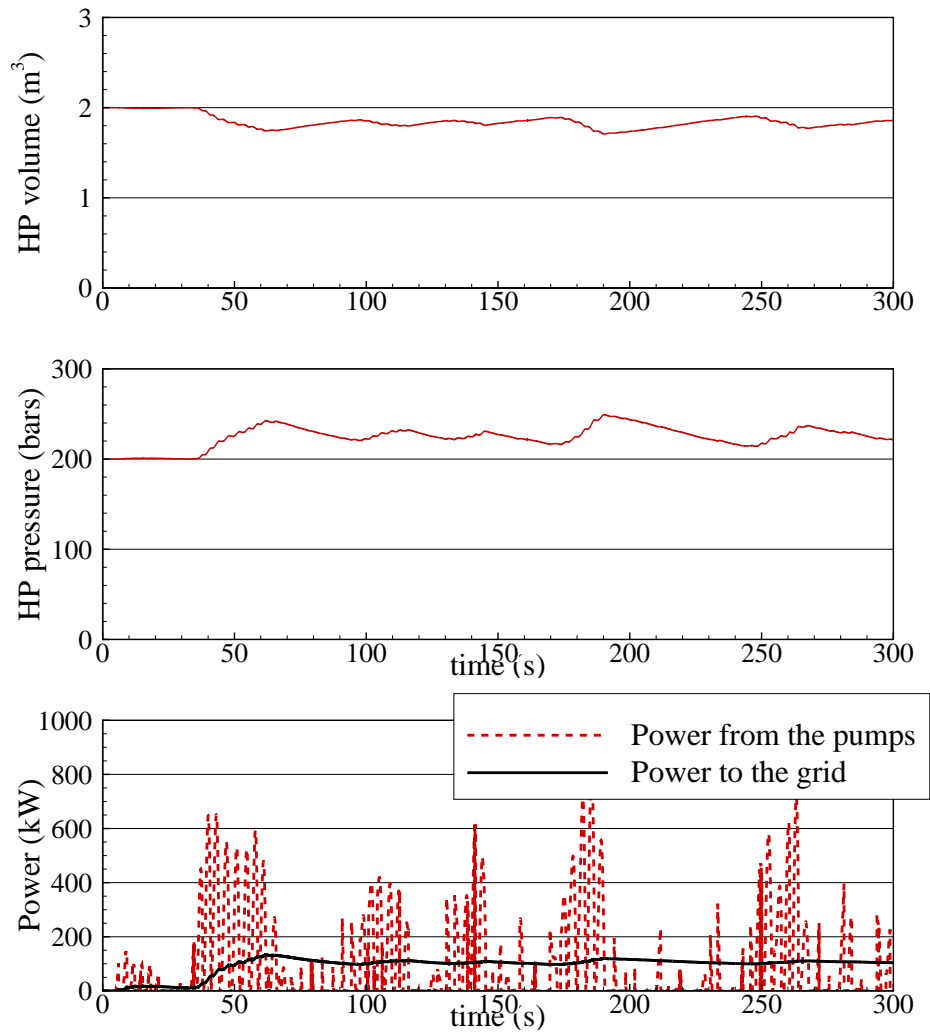 HP volume (m³)
3
2
1
0
0 50 100 150 200 250 300
HP pressure (bars)
300
200
100
0
0 50 100 150 200 250 300
time (s)
Power (kW)
1000
800
600
400
200
0
Power from the pumps
Power to the grid
0 50 100 150 200 250 300
time (s)